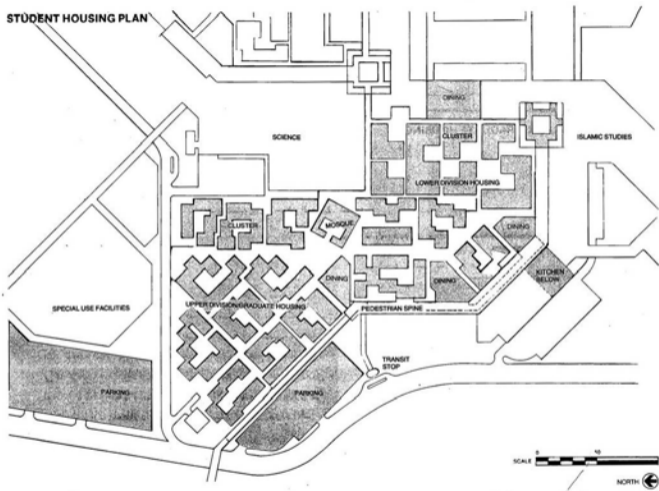 STUDENT HOUSING PLAN
DINING
SCIENCE
CLUSTER
ISLAMIC STUDIES
LOWER DIVISION HOUSING
CLUSTER
MOSQUE
DINING
DINING
DINING
KITCHEN
BELOW
SPECIAL USE FACILITIES
UPPER DIVISION/GRADUATE HOUSING
PEDESTRIAN SPINE
TRANSIT
STOP
PARKING
PARKING
SCALE
0
NORTH